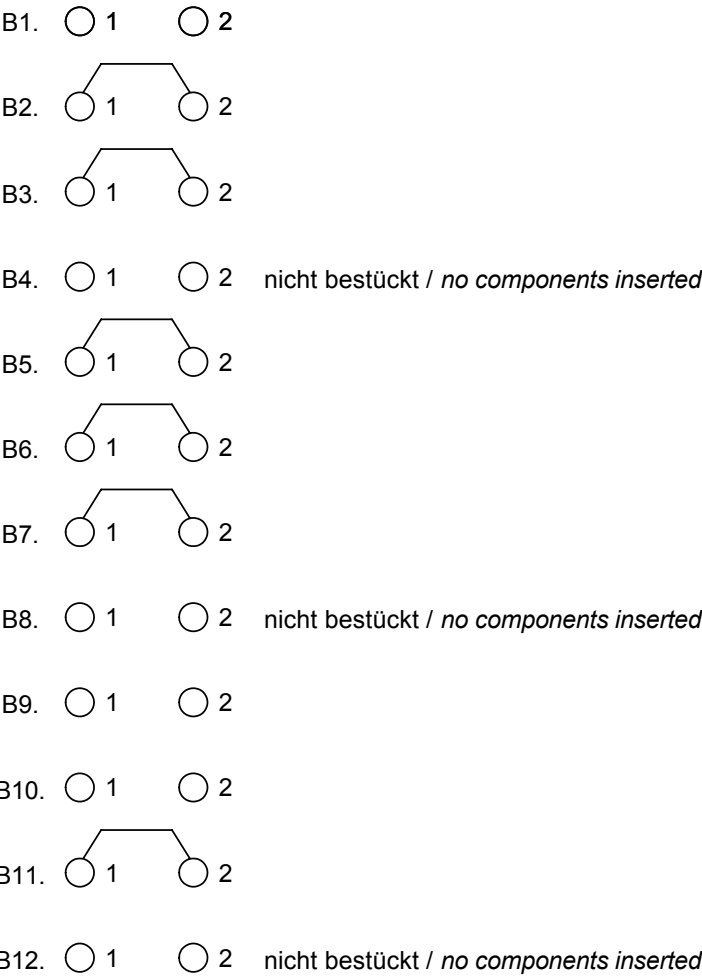 B1. 1 2
B2. 1 2
B3. 1 2
B4. 1 2 nicht bestückt / no components inserted
B5. 1 2
B6. 1 2
B7. 1 2
B8. 1 2 nicht bestückt / no components inserted
B9. 1 2
B10. 1 2
B11. 1 2
B12. 1 2 nicht bestückt / no components inserted